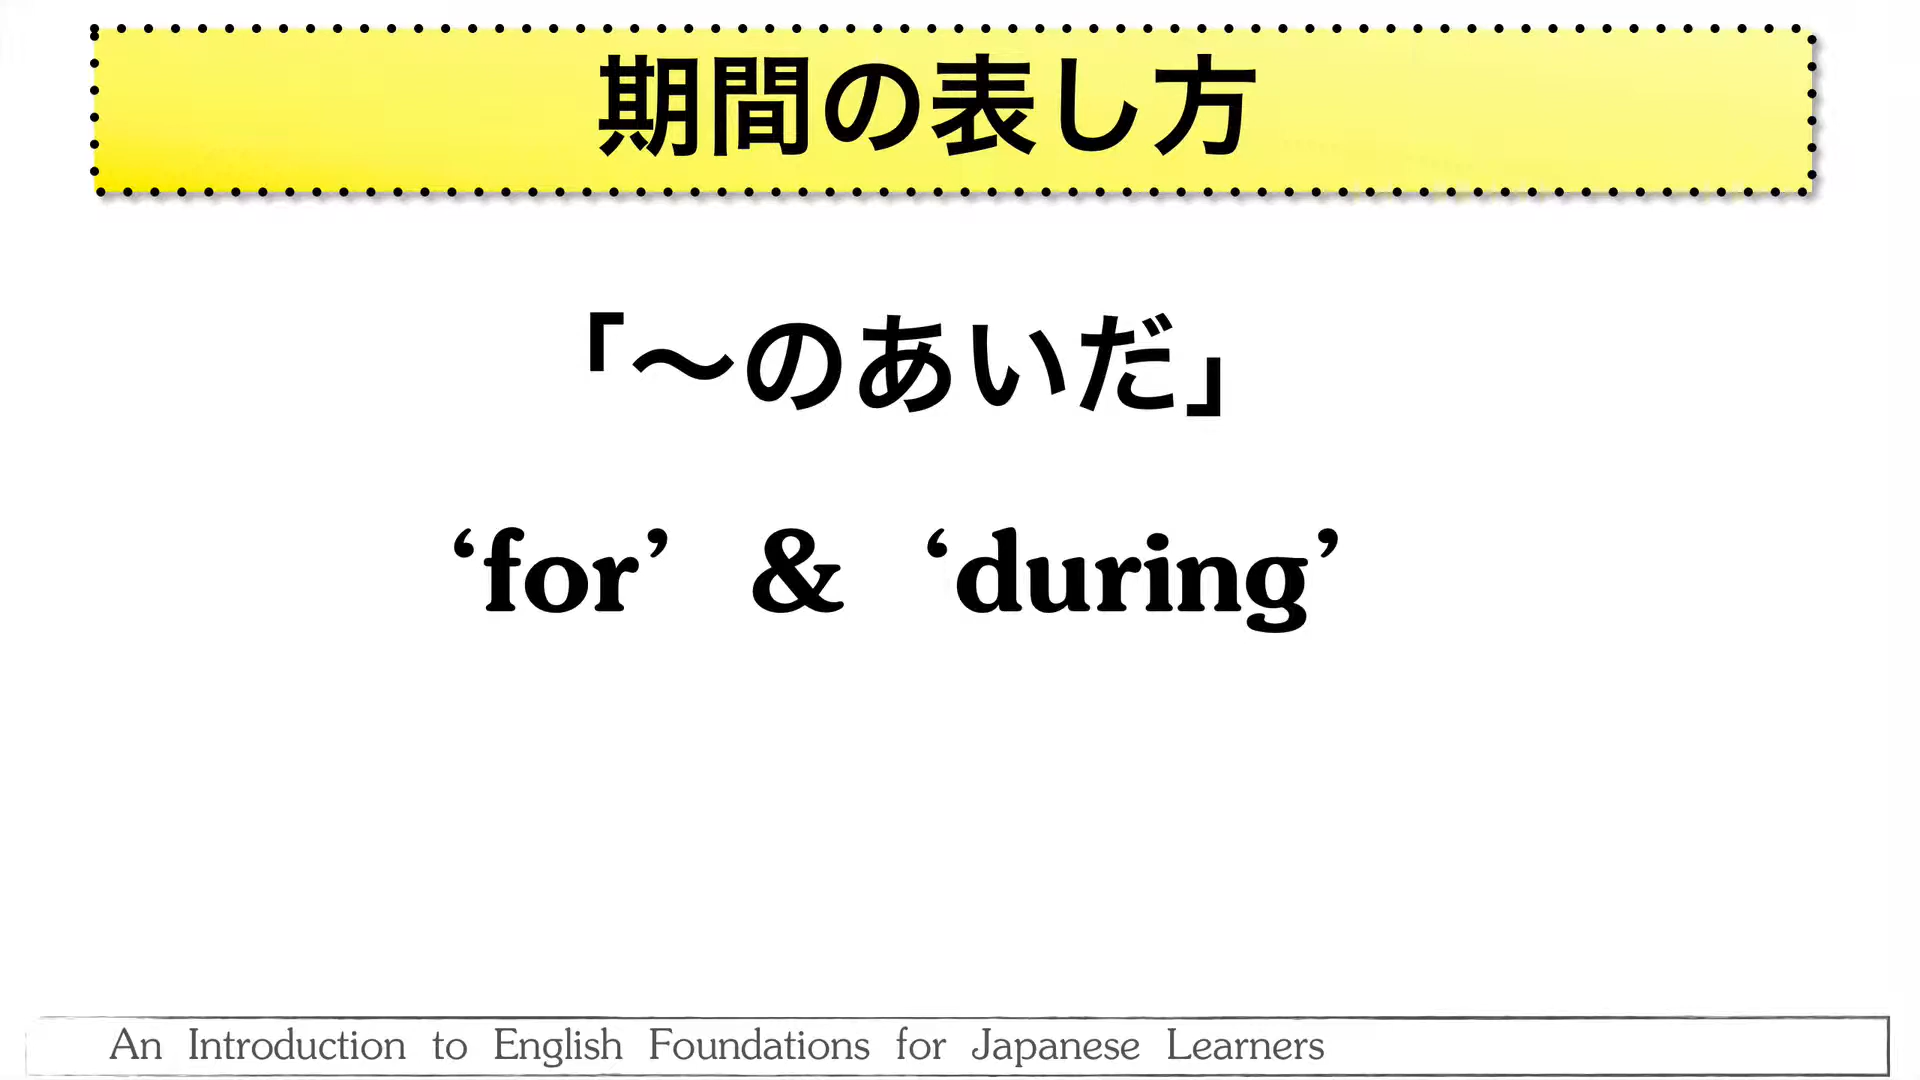 期間の表し方
「〜のあいだ」
‘for’ & ‘during’
An Introduction to English Foundations for Japanese Learners